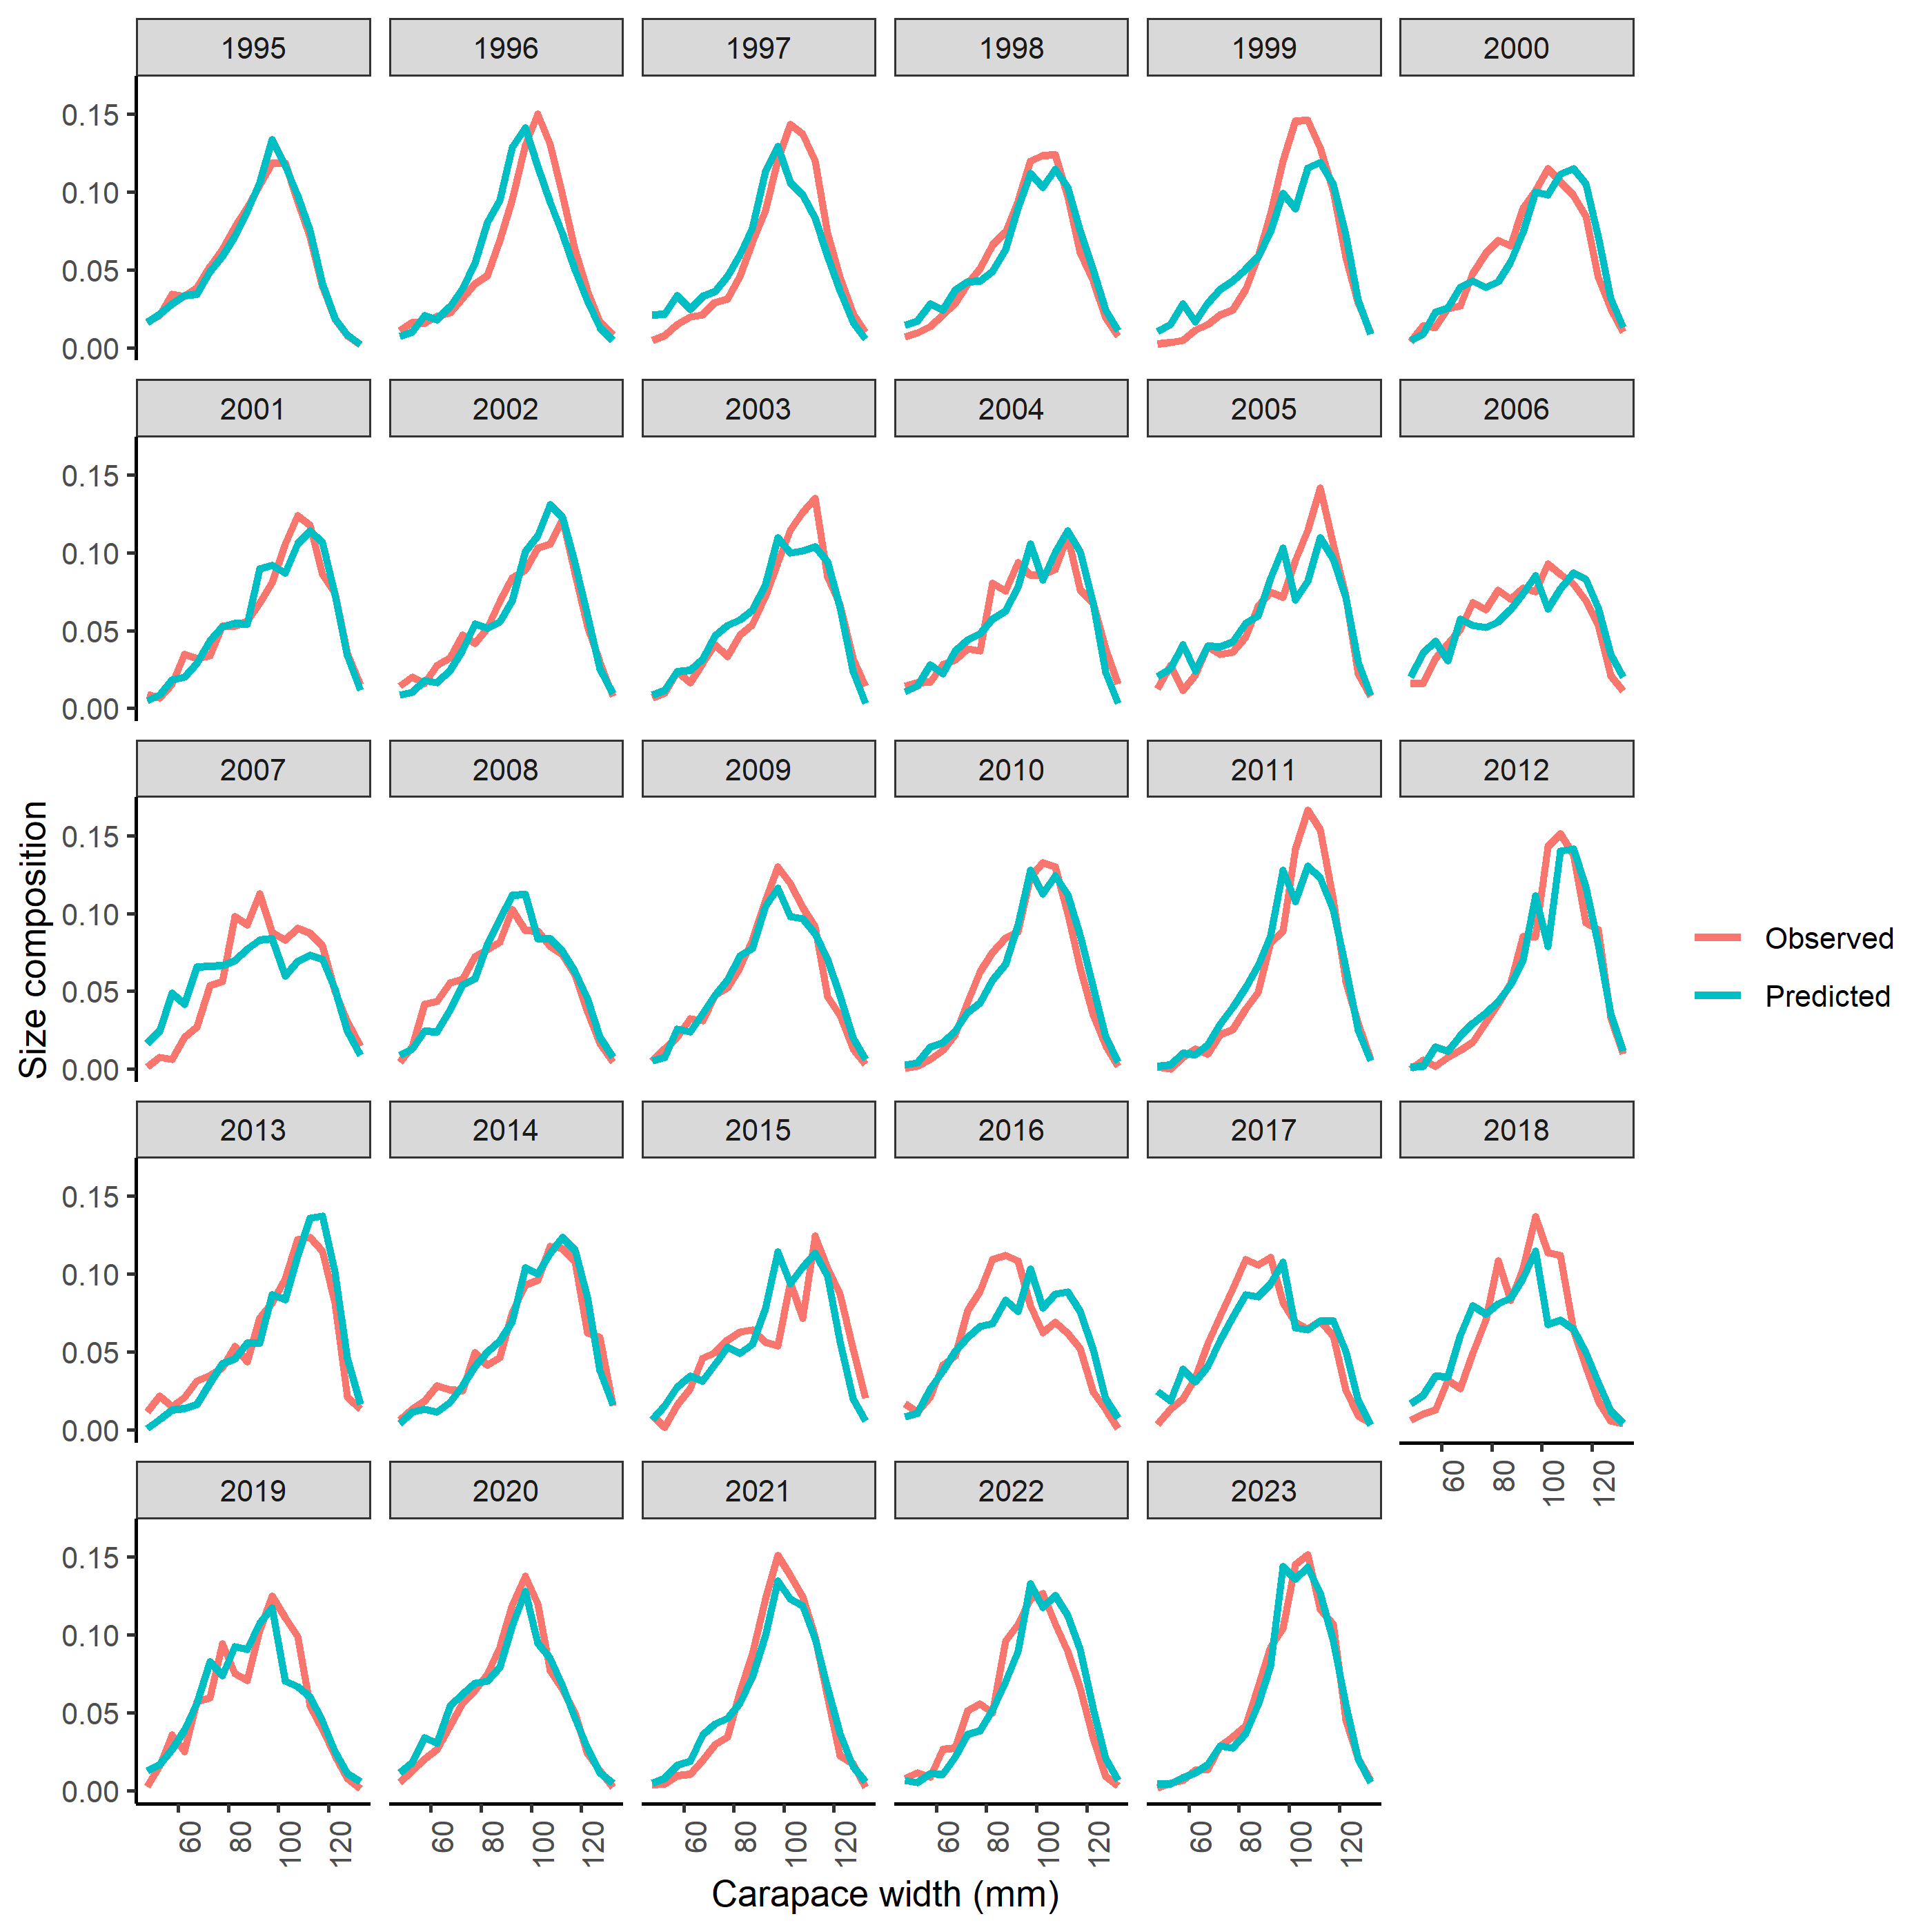 1995 1996 1997 1998 1999 2000
0.15
0.10
0.05
0.00
2001 2002 2003 2004 2005 2006
0.15
0.10
0.05
0.00
2007 2008 2009 2010 2011 2012
0.15
0.10
0.05
0.00
Size composition
Observed
Predicted
2013 2014 2015 2016 2017 2018
0.15
0.10
0.05
0.00
60 80 100 120
2019 2020 2021 2022 2023
0.15
0.10
0.05
0.00
60 80 100 120 60 80 100 120 60 80 100 120 60 80 100 120 60 80 100 120
Carapace width (mm)